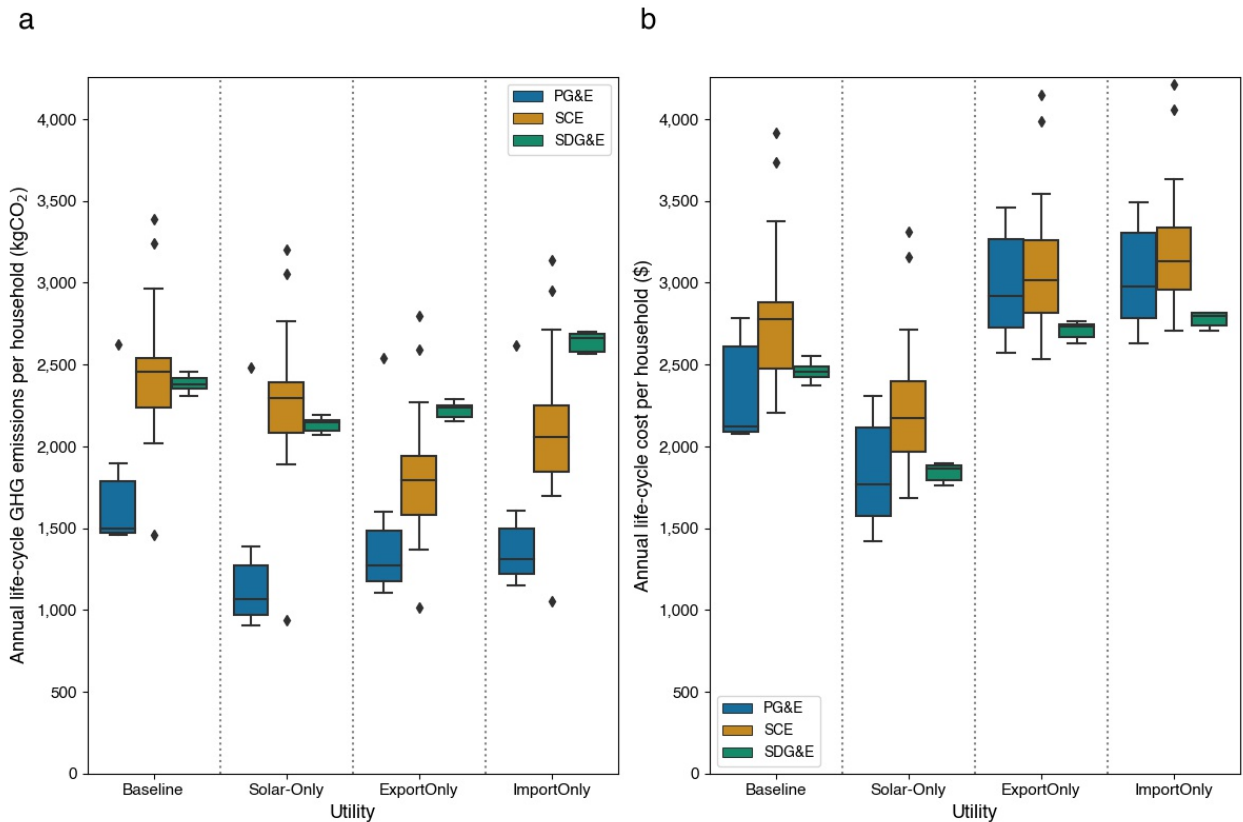 a
Annual life-cycle GHG emissions per household (kgCO₂)
4,000
3,500
3,000
2,500
2,000
1,500
1,000
500
0
PG&E
SCE
SDG&E
Baseline
Solar-Only
ExportOnly
ImportOnly
Utility
b
Annual life-cycle cost per household ($)
4,000
3,500
3,000
2,500
2,000
1,500
1,000
500
0
PG&E
SCE
SDG&E
Baseline
Solar-Only
ExportOnly
ImportOnly
Utility